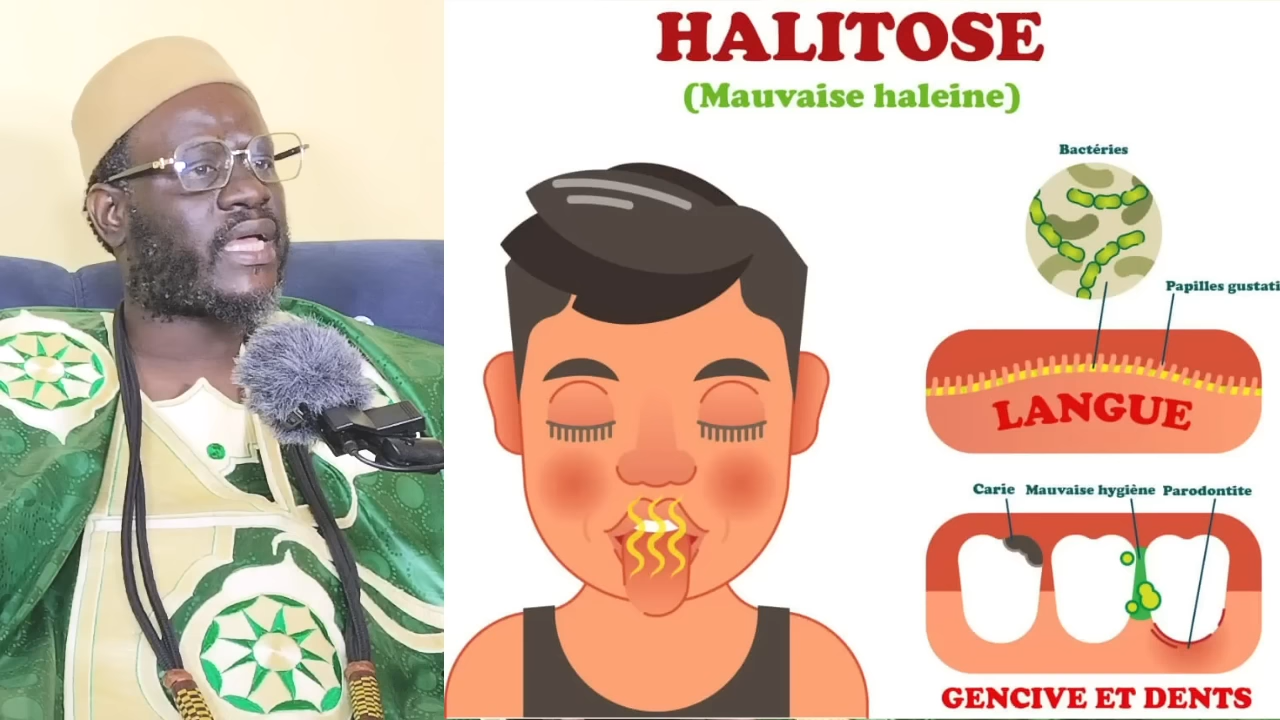 HALITOSE
(Mauvaise haleine)
Bactéries
Papilles gustati
LANGUE
Carie Mauvaise hygiène Parodontite
GENCIVE ET DENTS